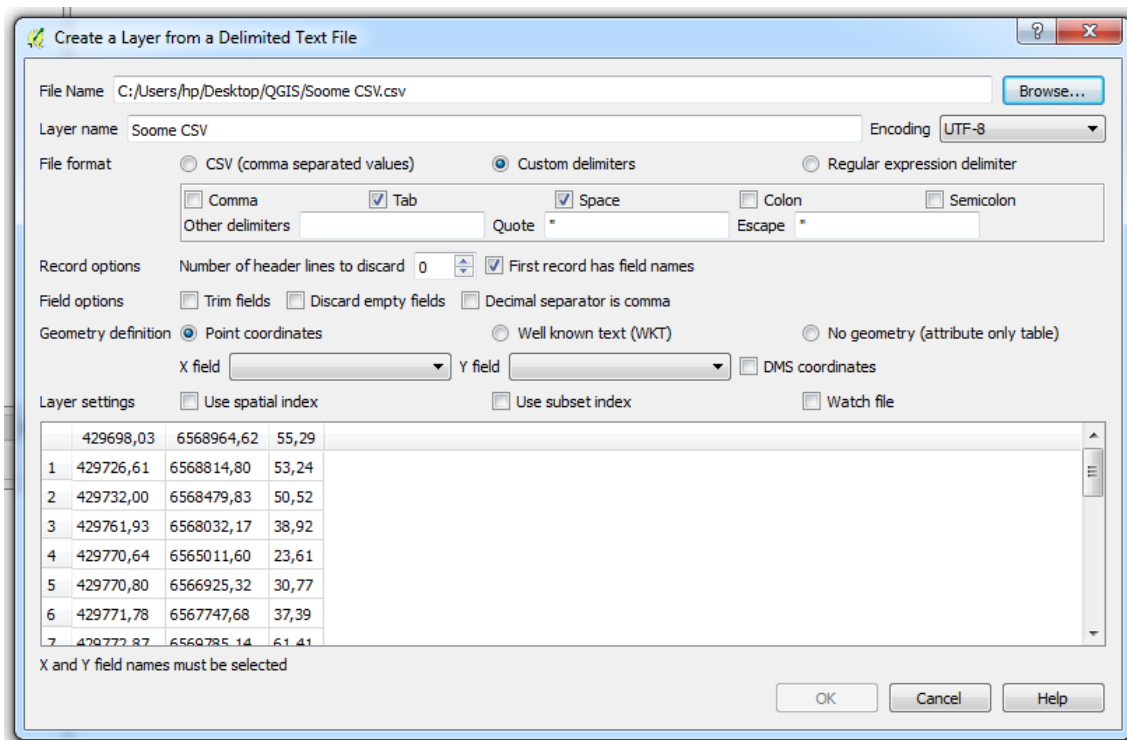 Create a Layer from a Delimited Text File
File Name C:/Users/hp/Desktop/QGIS/Soome CSV.csv Browse...
Layer name Soome CSV Encoding UTF-8
File format CSV (comma separated values) Custom delimiters Regular expression delimiter
Comma Tab Space Colon Semicolon
Other delimiters Quote " Escape "
Record options Number of header lines to discard 0 First record has field names
Field options Trim fields Discard empty fields Decimal separator is comma
Geometry definition Point coordinates Well known text (WKT) No geometry (attribute only table)
X field Y field DMS coordinates
Layer settings Use spatial index Use subset index Watch file
429698,03 6568964,62 55,29
1 429726,61 6568814,80 53,24
2 429732,00 6568479,83 50,52
3 429761,93 6568032,17 38,92
4 429770,64 6565011,60 23,61
5 429770,80 6566925,32 30,77
6 429771,78 6567747,68 37,39
7 429772,87 6569785,14 61,41
X and Y field names must be selected
OK Cancel Help